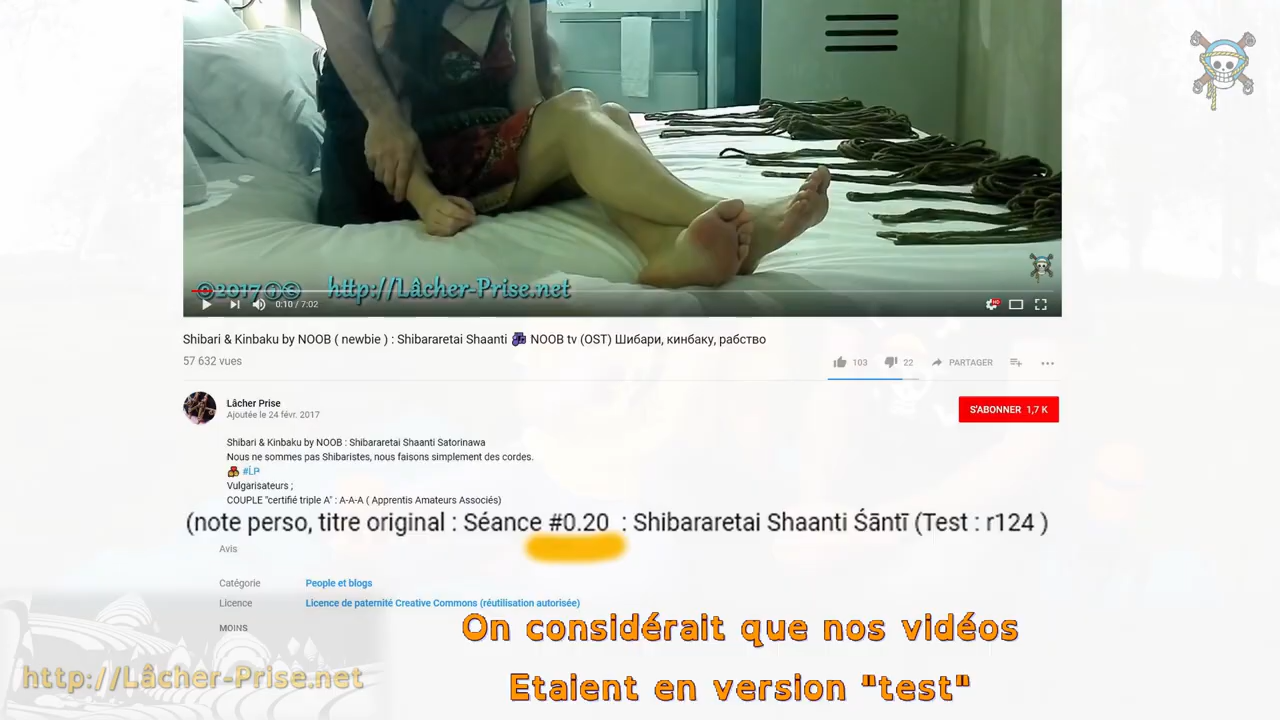 ©2017 http://Lâcher-Prise.net
0:10 / 7:02
HD
Shibari & Kinbaku by NOOB ( newbie ) : Shibararetai Shaanti 🎳 NOOB tv (OST) Шибари, кинбаку, рабство
57 632 vues
103 22 PARTAGER
Lâcher Prise
Ajoutée le 24 févr. 2017
S'ABONNER 1,7 K
Shibari & Kinbaku by NOOB : Shibararetai Shaanti Satorinawa
Nous ne sommes pas Shibaristes, nous faisons simplement des cordes.
#ĹP
Vulgarisateurs ;
COUPLE "certifié triple A" : A-A-A ( Apprentis Amateurs Associés)
(note perso, titre original : Séance #0.20 : Shibararetai Shaanti Śāntī (Test : r124 )
Avis
Catégorie People et blogs
Licence Licence de paternité Creative Commons (réutilisation autorisée)
MOINS
On considérait que nos vidéos
Etaient en version "test"
http://Lâcher-Prise.net